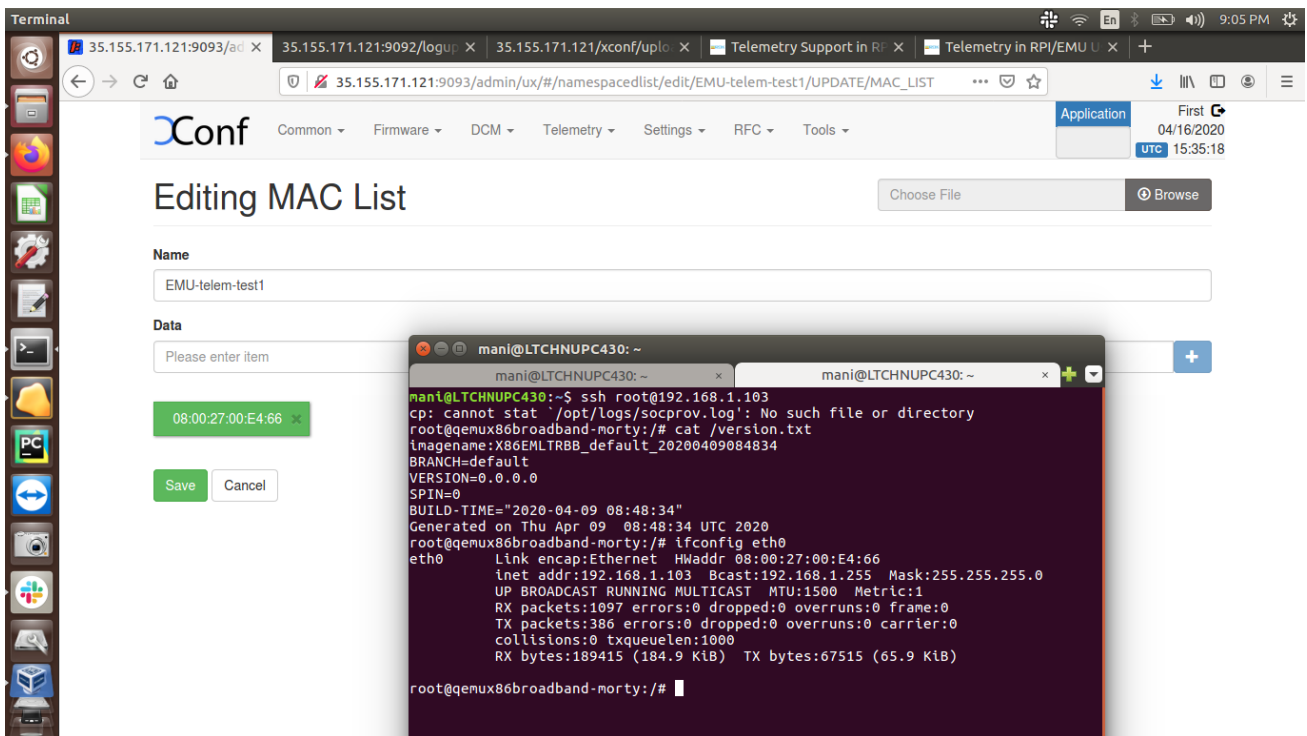 Terminal
En
9:05 PM
35.155.171.121:9093/ad
35.155.171.121:9092/logup
35.155.171.121/xconf/uplo
Telemetry Support in RP
Telemetry in RPI/EMU U
35.155.171.121:9093/admin/ux/#/namespacedlist/edit/EMU-telem-test1/UPDATE/MAC_LIST
XConf
Common
Firmware
DCM
Telemetry
Settings
RFC
Tools
Application
First
04/16/2020
UTC 15:35:18
Editing MAC List
Choose File
Browse
Name
EMU-telem-test1
Data
Please enter item
08:00:27:00:E4:66
Save
Cancel
mani@LTCHNUPC430: ~
mani@LTCHNUPC430: ~
mani@LTCHNUPC430: ~
mani@LTCHNUPC430:~$ ssh root@192.168.1.103
cp: cannot stat `/opt/logs/socprov.log': No such file or directory
root@qemux86broadband-morty:/# cat /version.txt
imagename:X86EMLTRBB_default_20200409084834
BRANCH=default
VERSION=0.0.0.0
SPIN=0
BUILD-TIME="2020-04-09 08:48:34"
Generated on Thu Apr 09  08:48:34 UTC 2020
root@qemux86broadband-morty:/# ifconfig eth0
eth0      Link encap:Ethernet  HWaddr 08:00:27:00:E4:66
          inet addr:192.168.1.103  Bcast:192.168.1.255  Mask:255.255.255.0
          UP BROADCAST RUNNING MULTICAST  MTU:1500  Metric:1
          RX packets:1097 errors:0 dropped:0 overruns:0 frame:0
          TX packets:386 errors:0 dropped:0 overruns:0 carrier:0
          collisions:0 txqueuelen:1000
          RX bytes:189415 (184.9 KiB)  TX bytes:67515 (65.9 KiB)
root@qemux86broadband-morty:/#
PC